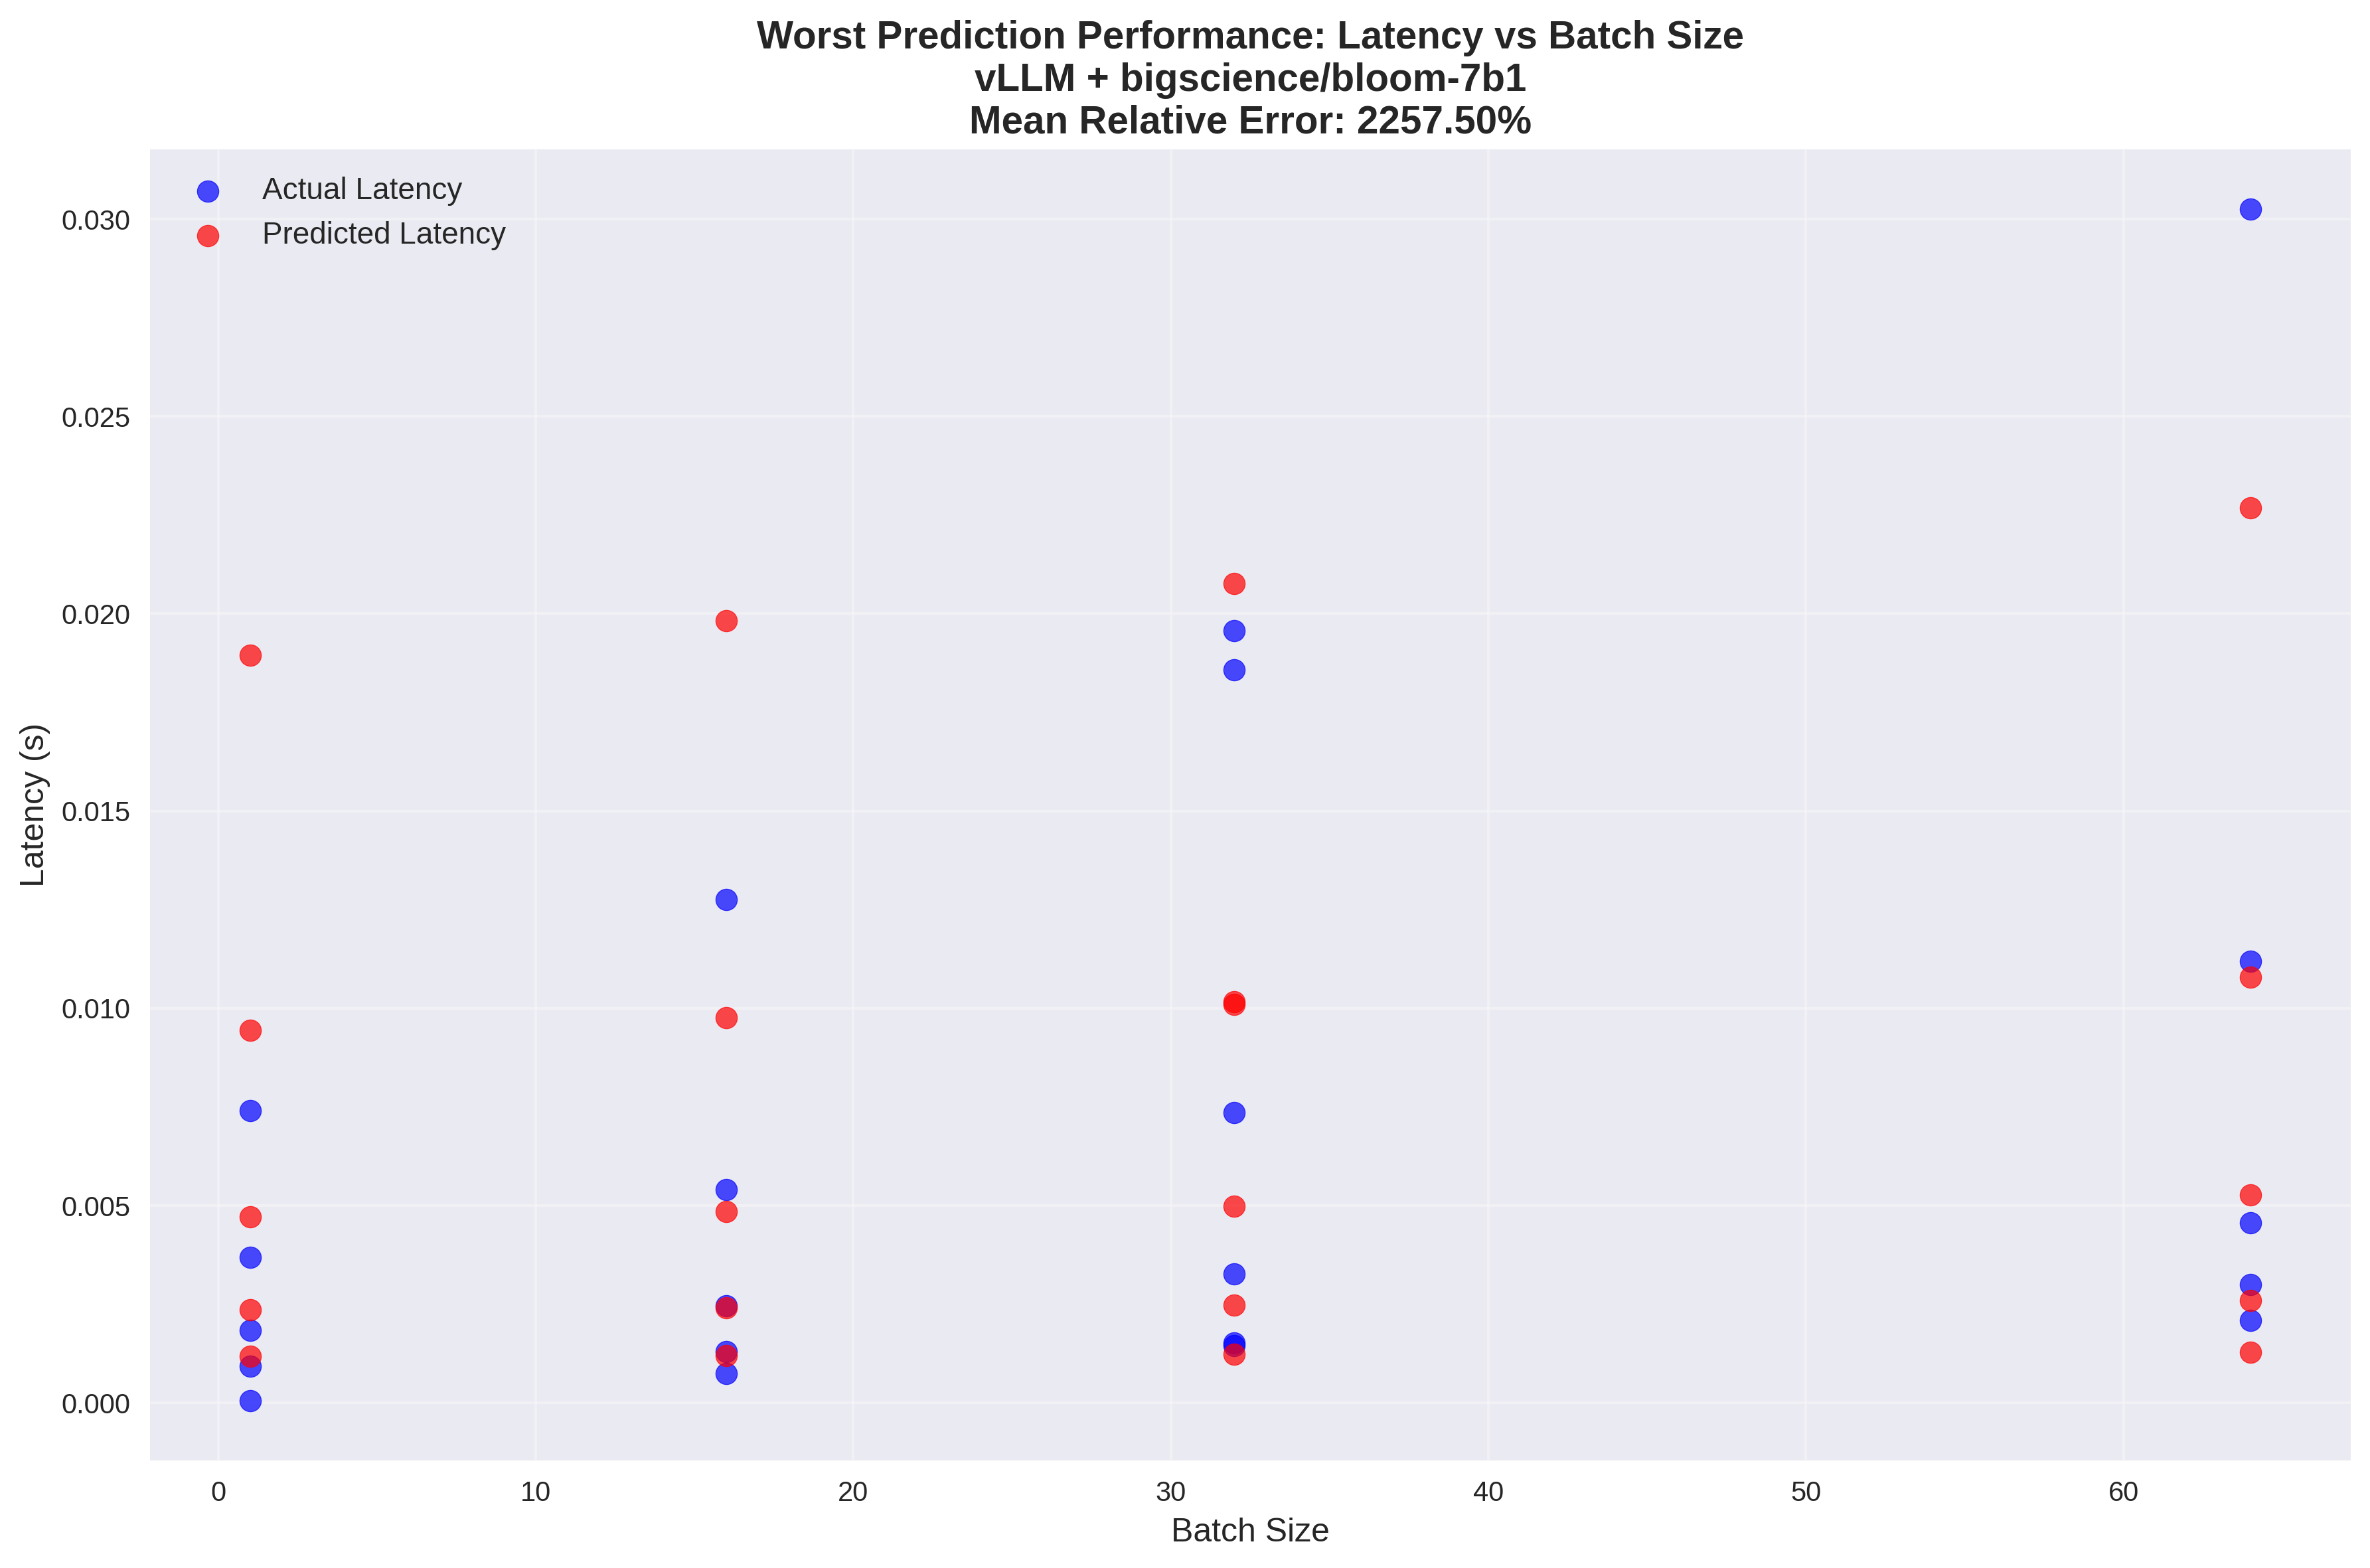 Worst Prediction Performance: Latency vs Batch Size
vLLM + bigscience/bloom-7b1
Mean Relative Error: 2257.50%
Actual Latency
Predicted Latency
Latency (s)
0.030
0.025
0.020
0.015
0.010
0.005
0.000
0 10 20 30 40 50 60
Batch Size